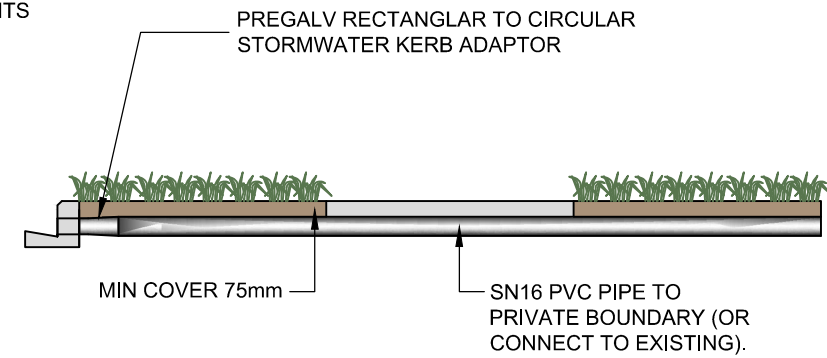 PREGALV RECTANGLAR TO CIRCULAR
STORMWATER KERB ADAPTOR
MIN COVER 75mm
SN16 PVC PIPE TO
PRIVATE BOUNDARY (OR
CONNECT TO EXISTING).